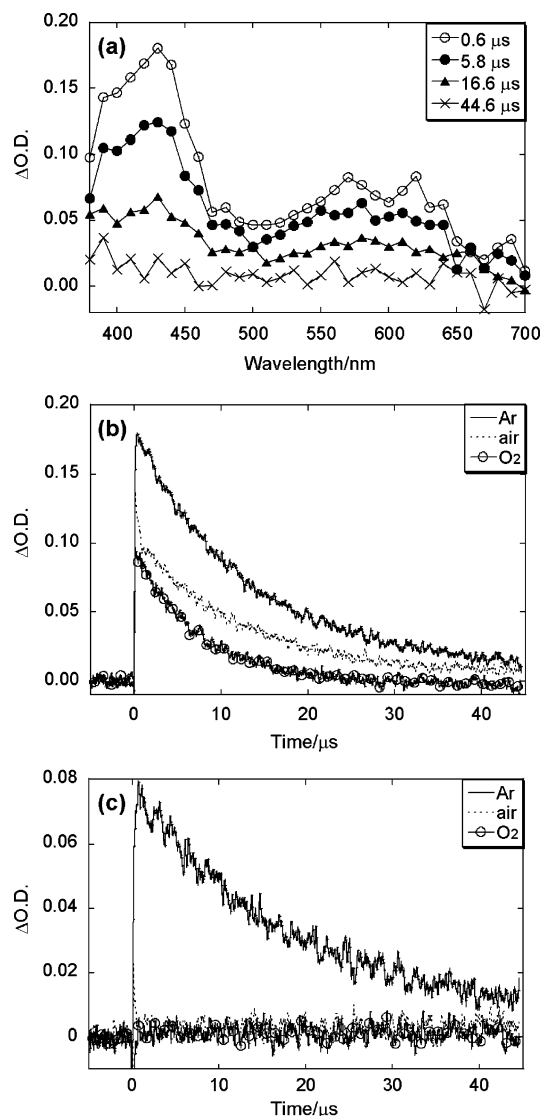 (a)
0.6 μs
5.8 μs
16.6 μs
44.6 μs
0.20
0.15
0.10
0.05
0.00
ΔO.D.
400 450 500 550 600 650 700
Wavelength/nm
(b)
Ar
air
O2
0.20
0.15
0.10
0.05
0.00
ΔO.D.
0 10 20 30 40
Time/μs
(c)
Ar
air
O2
0.08
0.06
0.04
0.02
0
ΔO.D.
0 10 20 30 40
Time/μs